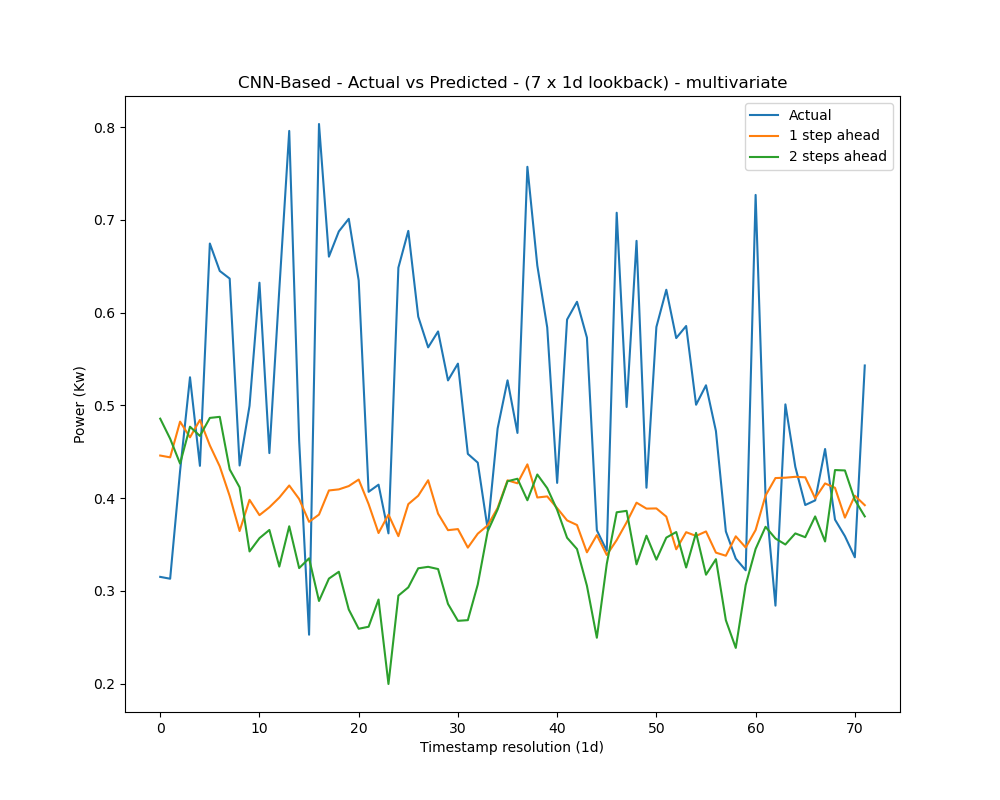 CNN-Based - Actual vs Predicted - (7 x 1d lookback) - multivariate
Actual
1 step ahead
2 steps ahead
0.8
0.7
0.6
0.5
0.4
0.3
0.2
Power (Kw)
0 10 20 30 40 50 60 70
Timestamp resolution (1d)